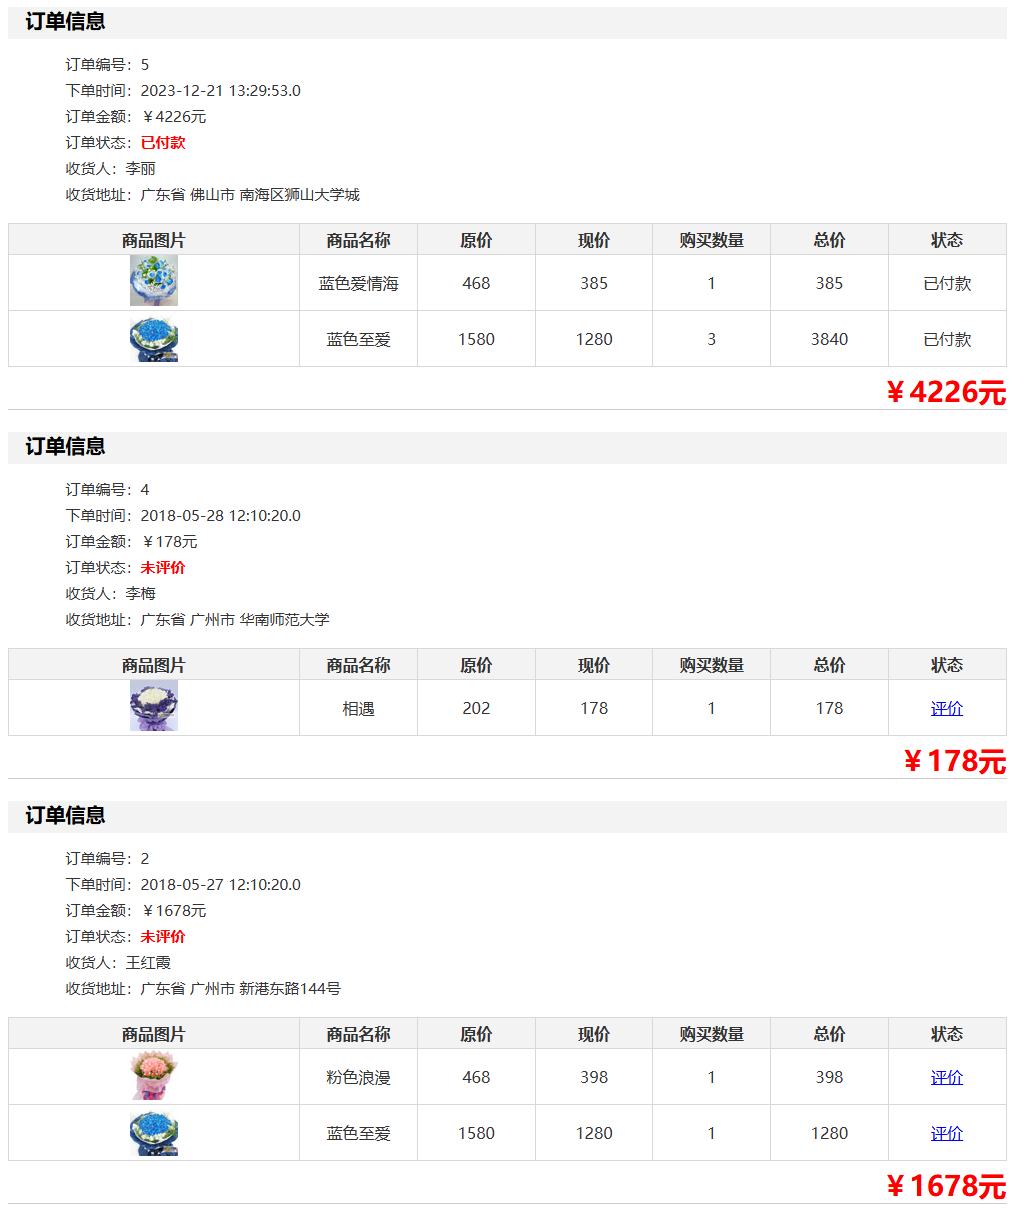 订单信息
订单编号：5
下单时间：2023-12-21 13:29:53.0
订单金额：￥4226元
订单状态：已付款
收货人：李丽
收货地址：广东省 佛山市 南海区狮山大学城
商品图片 商品名称 原价 现价 购买数量 总价 状态
蓝色爱情海 468 385 1 385 已付款
蓝色至爱 1580 1280 3 3840 已付款
￥4226元
订单信息
订单编号：4
下单时间：2018-05-28 12:10:20.0
订单金额：￥178元
订单状态：未评价
收货人：李梅
收货地址：广东省 广州市 华南师范大学
商品图片 商品名称 原价 现价 购买数量 总价 状态
相遇 202 178 1 178 评价
￥178元
订单信息
订单编号：2
下单时间：2018-05-27 12:10:20.0
订单金额：￥1678元
订单状态：未评价
收货人：王红霞
收货地址：广东省 广州市 新港东路144号
商品图片 商品名称 原价 现价 购买数量 总价 状态
粉色浪漫 468 398 1 398 评价
蓝色至爱 1580 1280 1 1280 评价
￥1678元